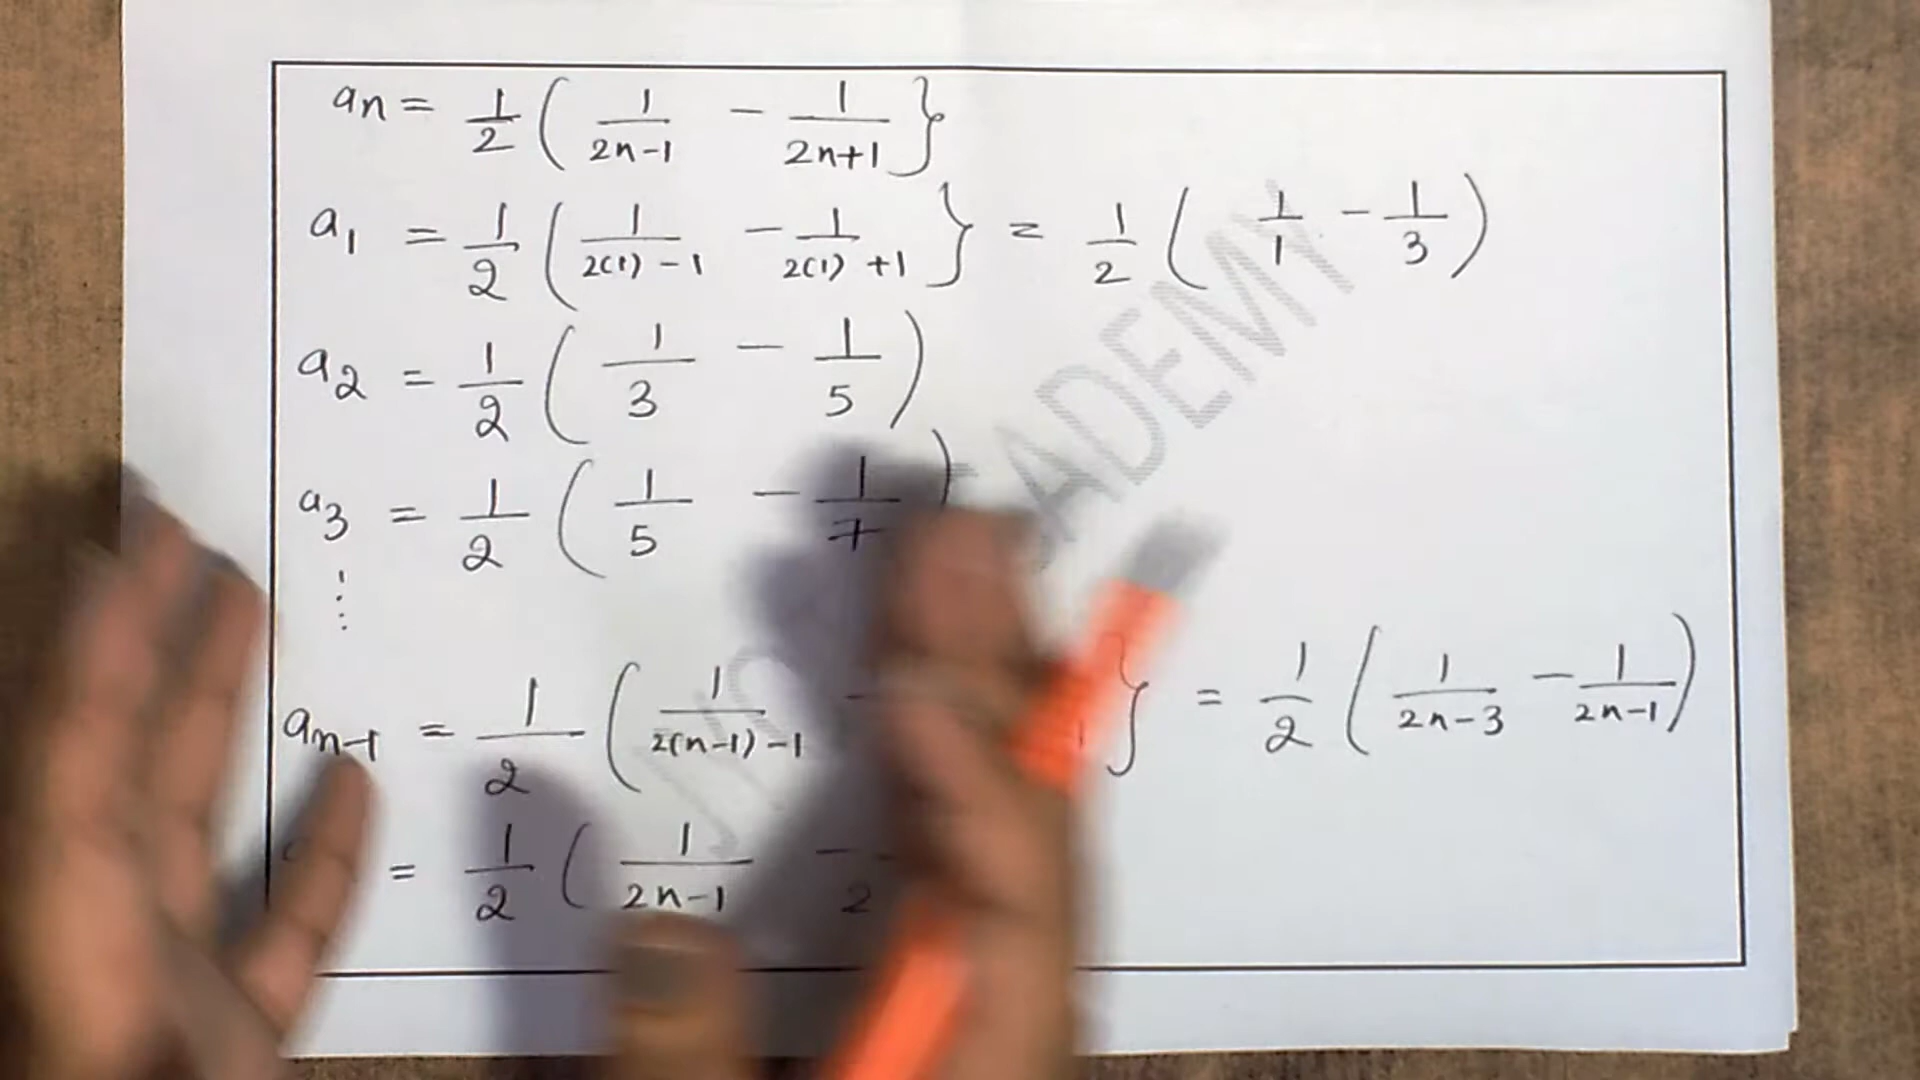 an = 1/2 ( 1/2n-1 - 1/2n+1 }
a1 = 1/2 ( 1/2(1)-1 - 1/2(1)+1 } = 1/2 ( 1/1 - 1/3 )
a2 = 1/2 ( 1/3 - 1/5 )
a3 = 1/2 ( 1/5 - 1/7 )
⋮
an-1 = 1/2 ( 1/2(n-1)-1 - } = 1/2 ( 1/2n-3 - 1/2n-1 )
= 1/2 ( 1/2n-1 -